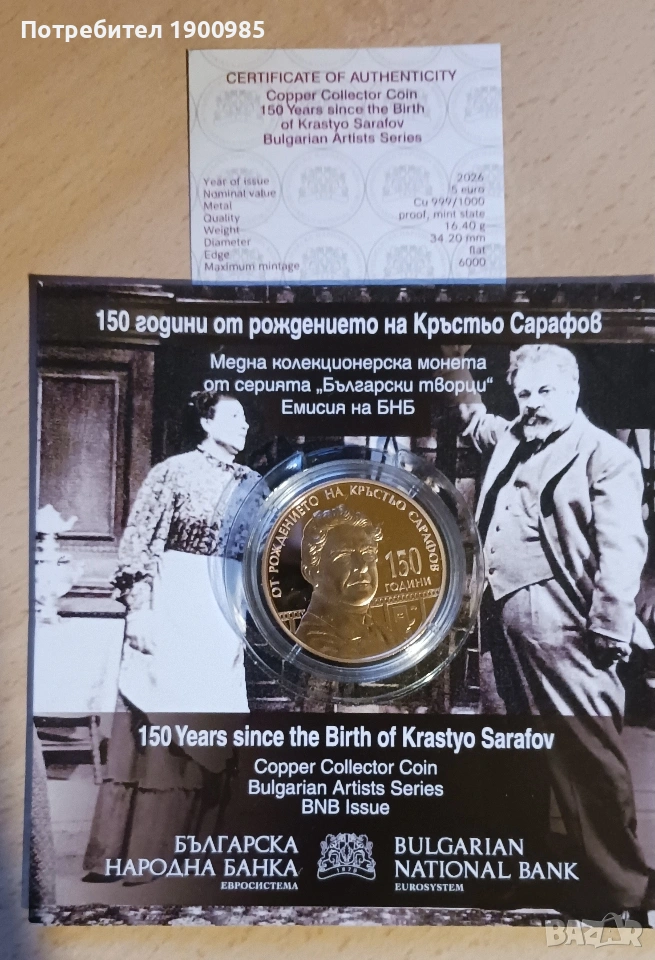 Потребител 1900985
CERTIFICATE OF AUTHENTICITY
Copper Collector Coin
150 Years since the Birth
of Krastyo Sarafov
Bulgarian Artists Series
Year of issue 2026
Nominal value 5 euro
Metal Cu 999/1000
Quality proof, mint state
Weight 16.40 g
Diameter 34.20 mm
Edge flat
Maximum mintage 6000
150 години от рождението на Кръстьо Сарафов
Медна колекционерска монета
от серията „Български творци“
Емисия на БНБ
ОТ РОЖДЕНИЕТО НА КРЪСТЬО САРАФОВ
150
ГОДИНИ
150 Years since the Birth of Krastyo Sarafov
Copper Collector Coin
Bulgarian Artists Series
BNB Issue
БЪЛГАРСКА
НАРОДНА БАНКА
ЕВРОСИСТЕМА
1879
BULGARIAN
NATIONAL BANK
EUROSYSTEM
BAZAR